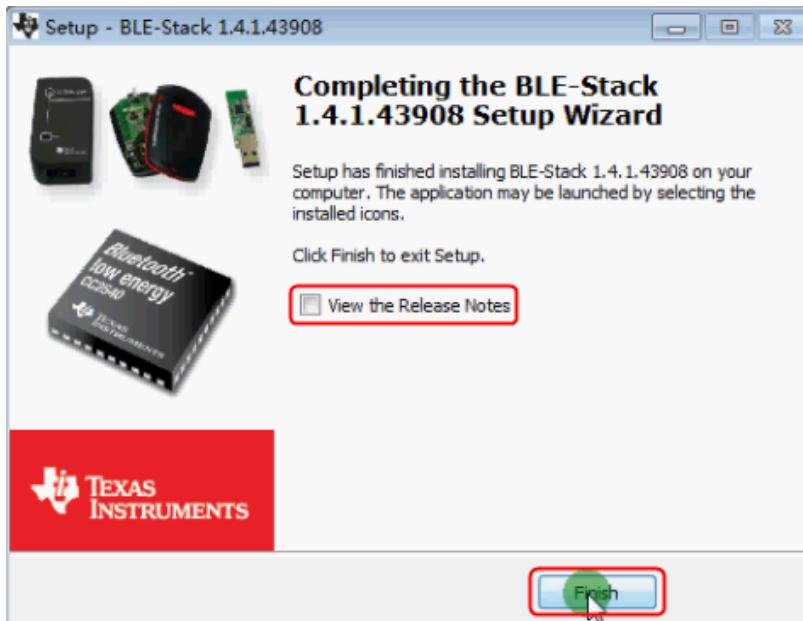 Setup - BLE-Stack 1.4.1.43908
Completing the BLE-Stack
1.4.1.43908 Setup Wizard
Setup has finished installing BLE-Stack 1.4.1.43908 on your
computer. The application may be launched by selecting the
installed icons.
Click Finish to exit Setup.
View the Release Notes
Bluetooth®
low energy
CC2540
TEXAS
INSTRUMENTS
TEXAS
INSTRUMENTS
Finish